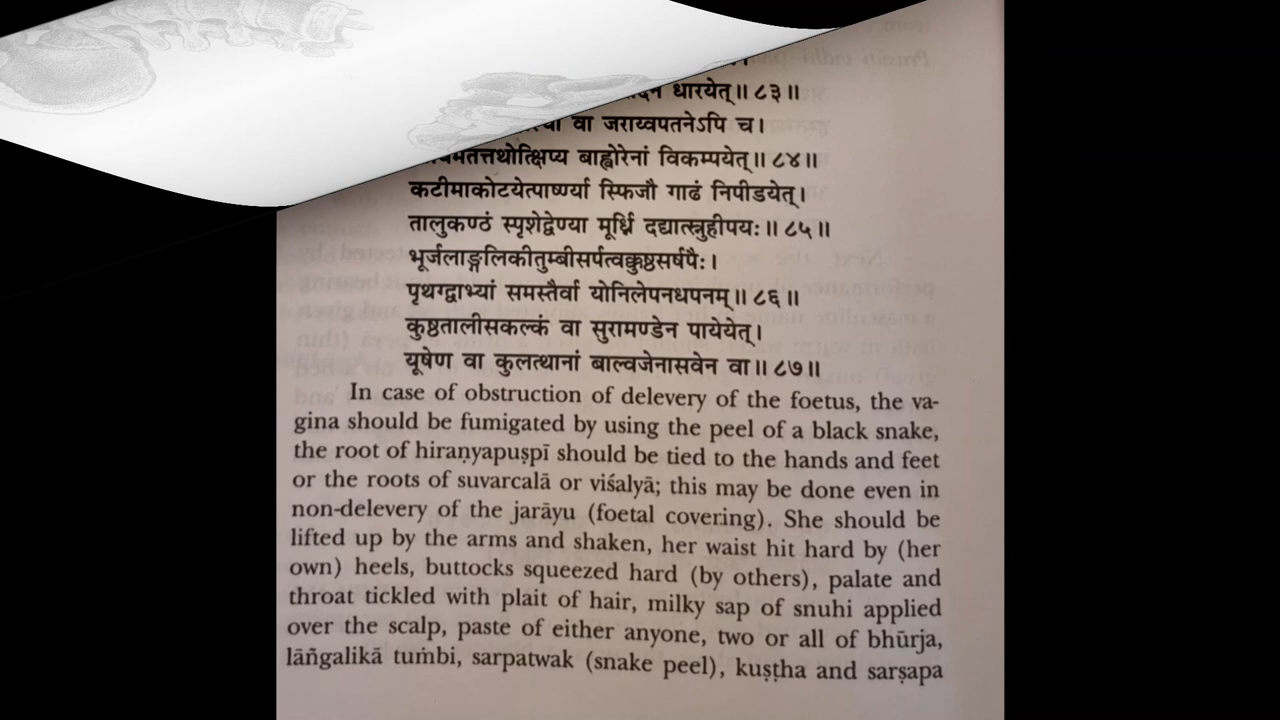 धारयेत्॥ ८३॥
वा जराय्वपतनेऽपि च।
बाह्वोरेनां विकम्पयेत्॥ ८४॥
कटीमाकोटयेत्पार्ष्ण्या स्फिजौ गाढं निपीडयेत्।
तालुकण्ठं स्पृशेद्वेण्या मूर्ध्नि दद्यात्स्नुहीपयः॥ ८५॥
भूर्जलाङ्गलिकीतुम्बीसर्पत्वक्कुष्ठसर्षपैः।
पृथग्द्वाभ्यां समस्तैर्वा योनिलेपनधपनम्॥ ८६॥
कुष्ठतालीसकल्कं वा सुरामण्डेन पाययेत्।
यूषेण वा कुलत्थानां बाल्वजेनासवेन वा॥ ८७॥
In case of obstruction of delevery of the foetus, the va-
gina should be fumigated by using the peel of a black snake,
the root of hiraṇyapuṣpī should be tied to the hands and feet
or the roots of suvarcalā or viśalyā; this may be done even in
non-delevery of the jarāyu (foetal covering). She should be
lifted up by the arms and shaken, her waist hit hard by (her
own) heels, buttocks squeezed hard (by others), palate and
throat tickled with plait of hair, milky sap of snuhi applied
over the scalp, paste of either anyone, two or all of bhūrja,
lāñgalikā tuṁbi, sarpatwak (snake peel), kuṣṭha and sarṣapa